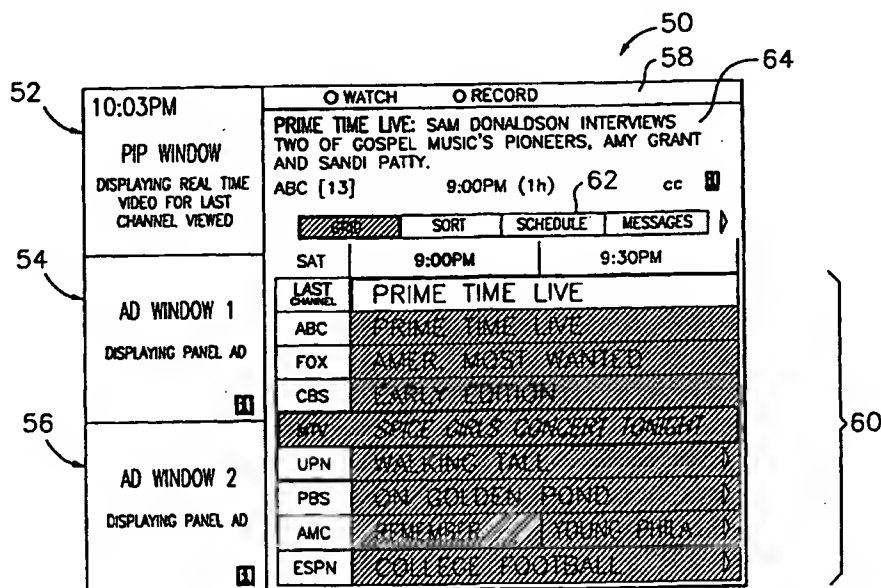 50
58
64
52
10:03PM
O WATCH O RECORD
PRIME TIME LIVE: SAM DONALDSON INTERVIEWS
TWO OF GOSPEL MUSIC'S PIONEERS, AMY GRANT
AND SANDI PATTY.
PIP WINDOW
DISPLAYING REAL TIME
VIDEO FOR LAST
CHANNEL VIEWED
ABC [13] 9:00PM (1h) cc i
62
GRID SORT SCHEDULE MESSAGES
54
SAT 9:00PM 9:30PM
LAST CHANNEL PRIME TIME LIVE
AD WINDOW 1
DISPLAYING PANEL AD
i
ABC PRIME TIME LIVE
FOX AMER. MOST WANTED
CBS EARLY EDITION
MTV SPICE GIRLS CONCERT TONIGHT
60
56
UPN WALKING TALL
AD WINDOW 2
DISPLAYING PANEL AD
i
PBS ON GOLDEN POND
AMC REMEMBER YOUNG PHILA
ESPN COLLEGE FOOTBALL